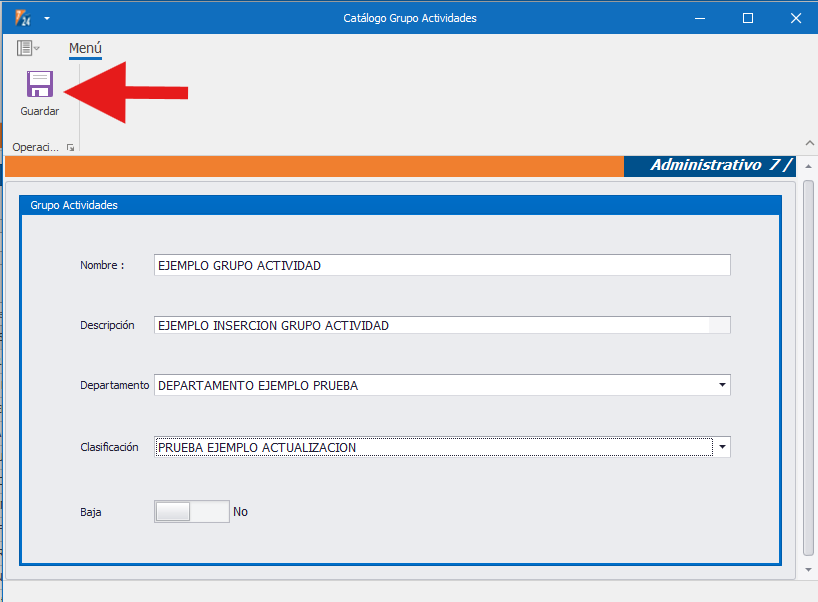 24
Catálogo Grupo Actividades
Menú
Guardar
Operaci...
Administrativo 7 /
Grupo Actividades
Nombre : EJEMPLO GRUPO ACTIVIDAD
Descripción EJEMPLO INSERCION GRUPO ACTIVIDAD
Departamento DEPARTAMENTO EJEMPLO PRUEBA
Clasificación PRUEBA EJEMPLO ACTUALIZACION
Baja No